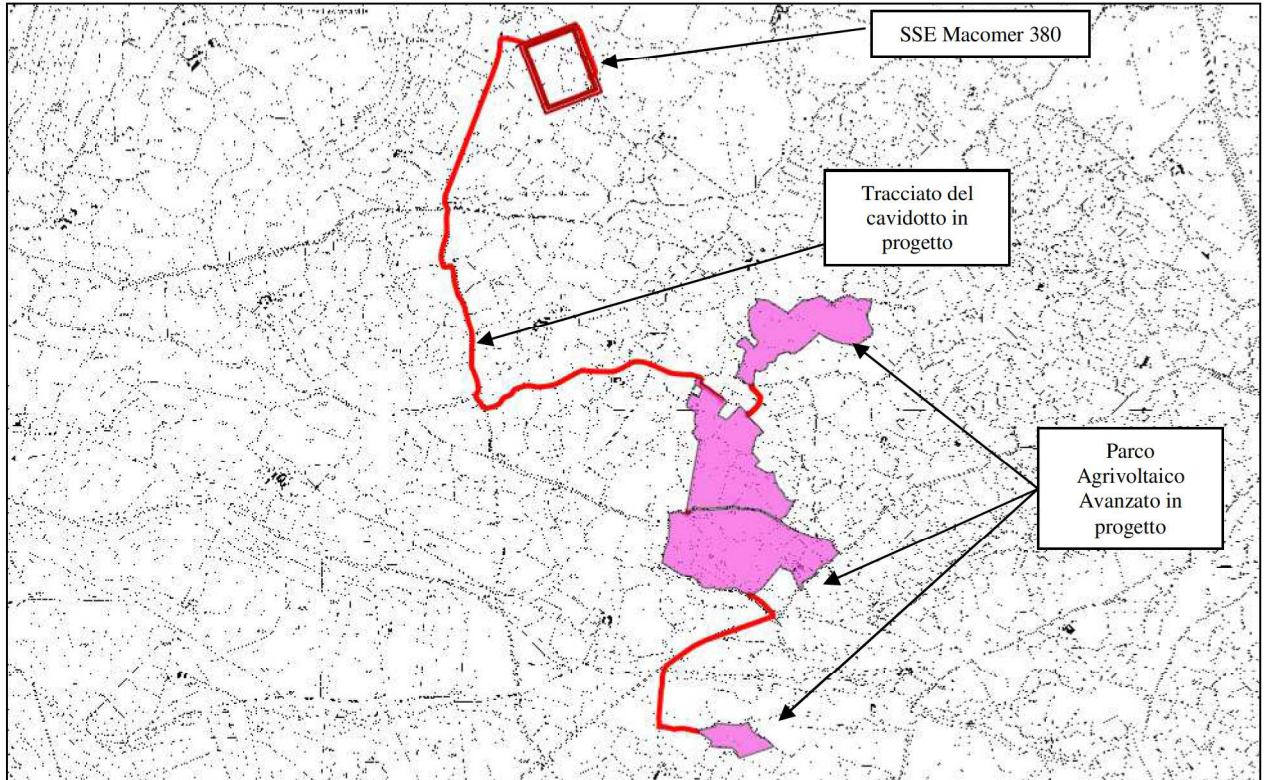 SSE Macomer 380
Tracciato del
cavidotto in
progetto
Parco
Agrivoltaico
Avanzato in
progetto